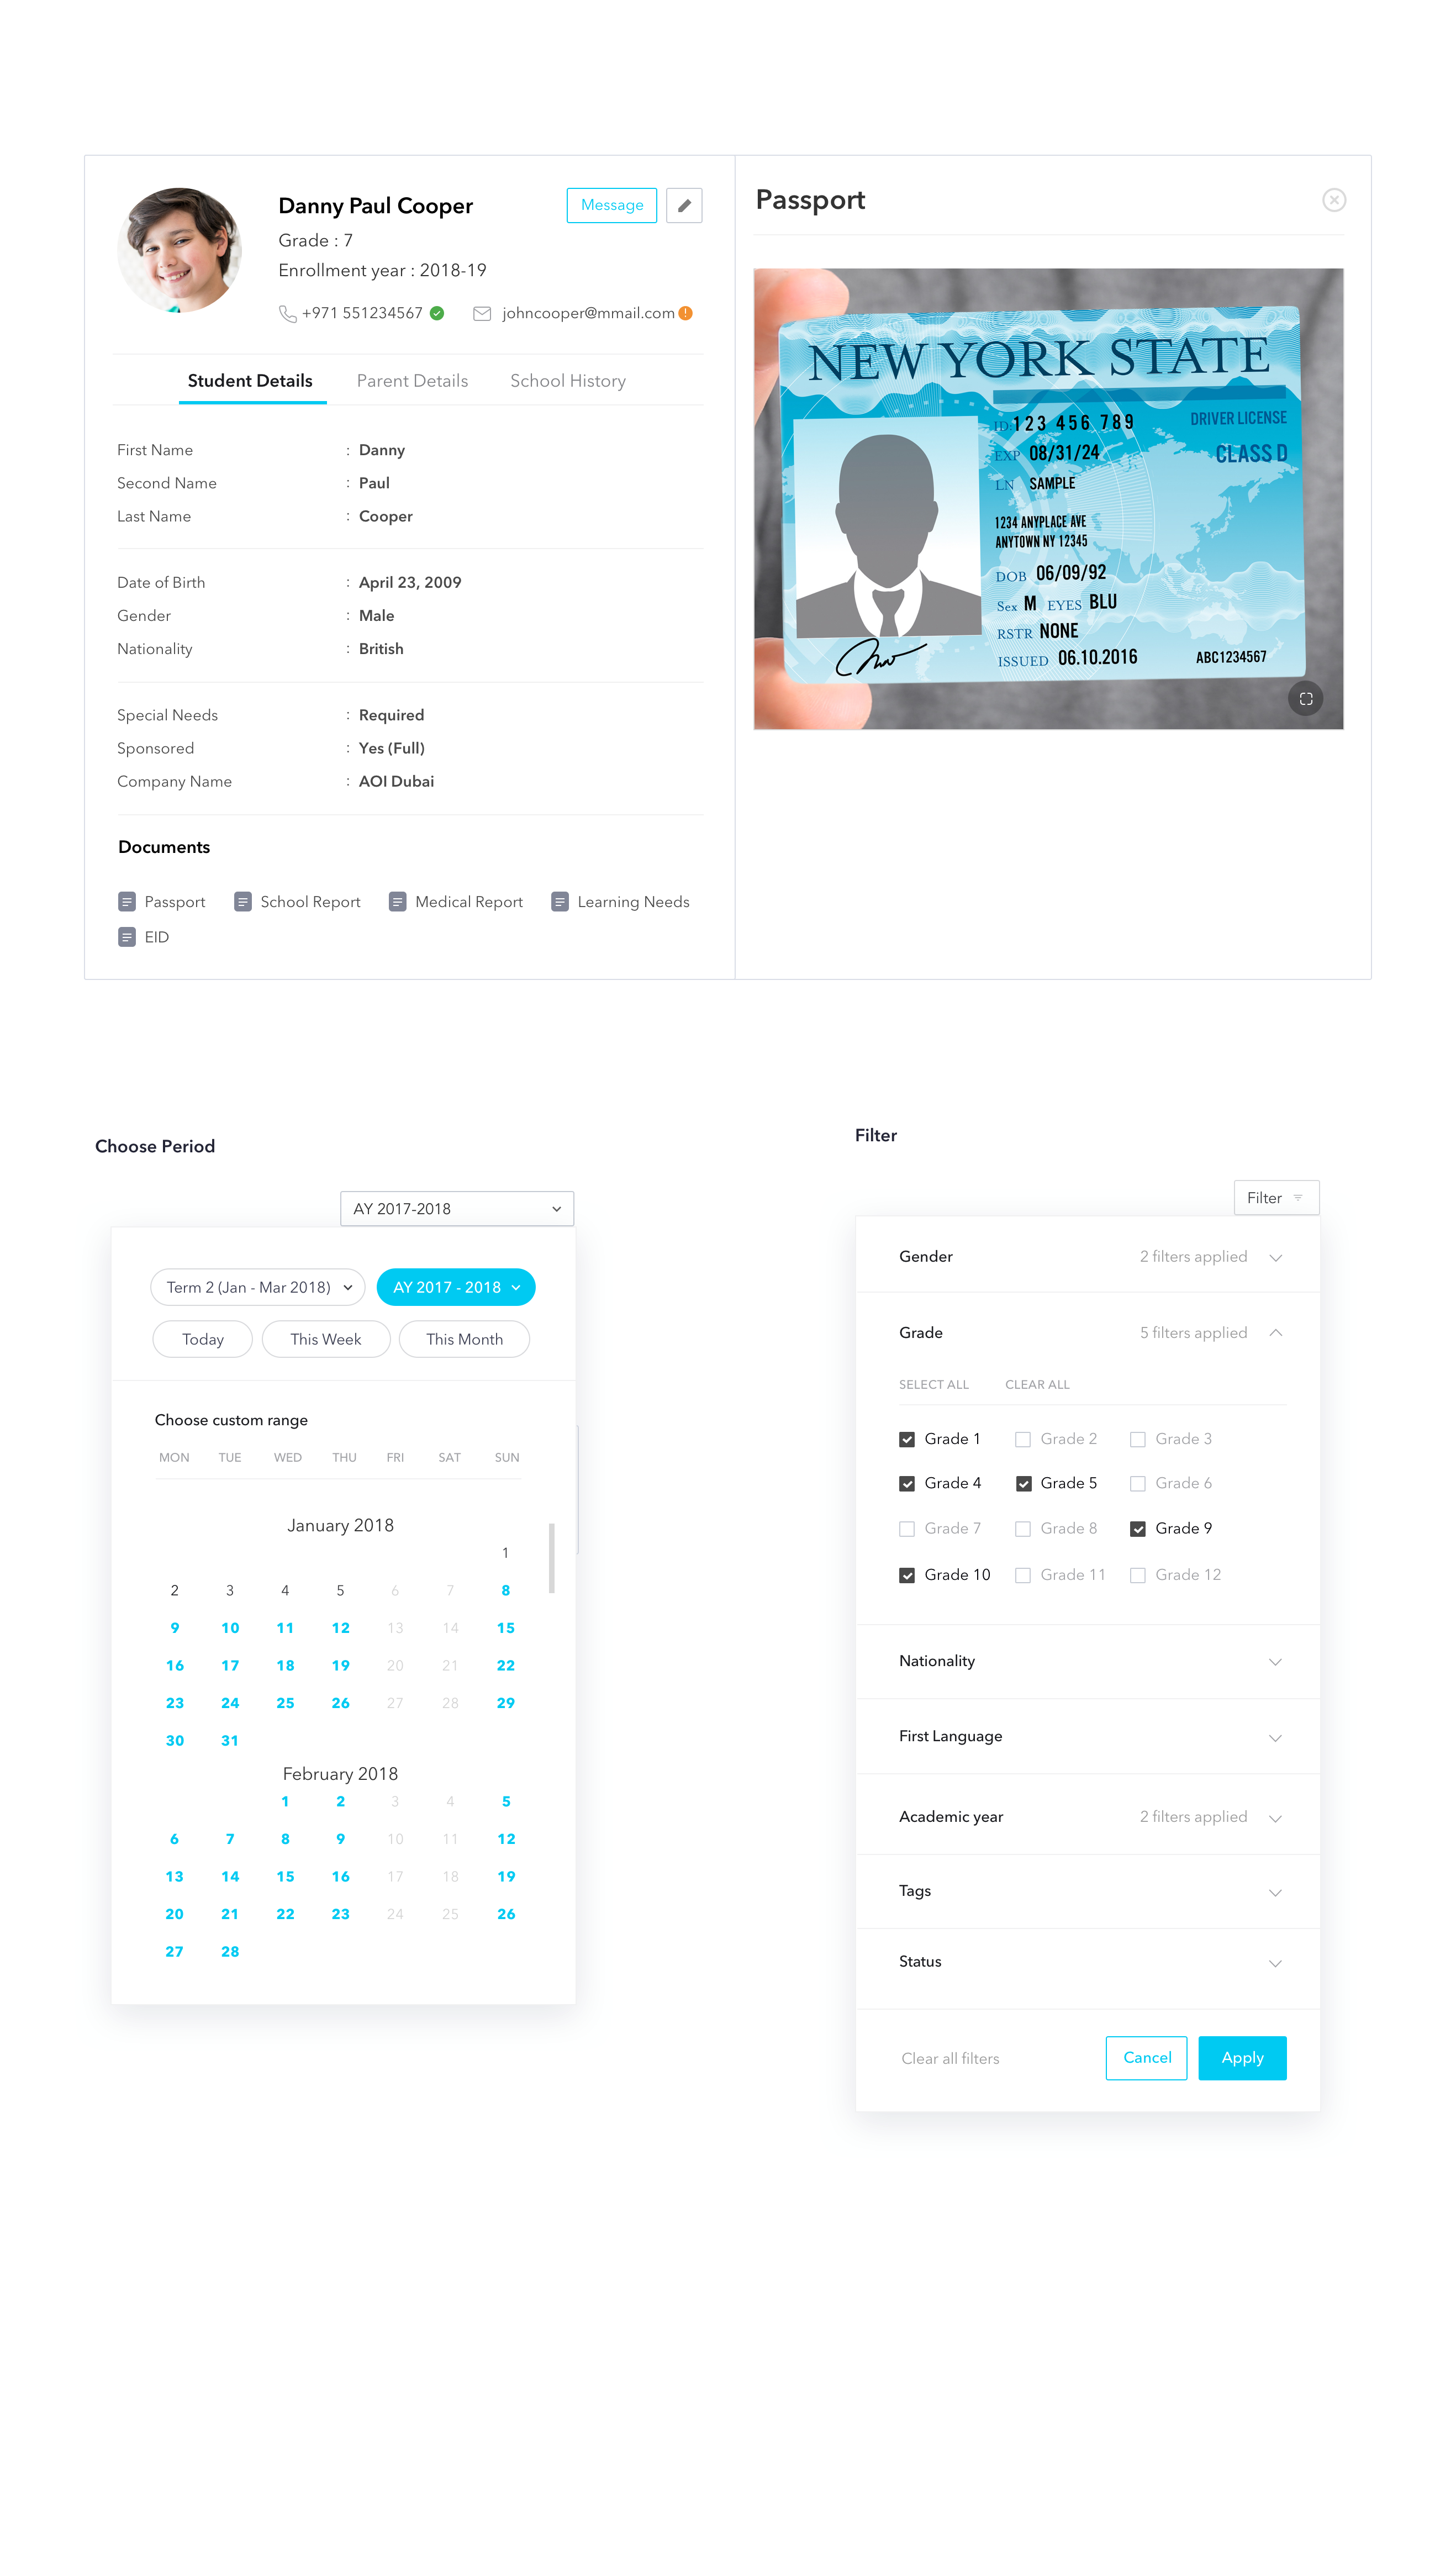 Danny Paul Cooper
Message
Grade : 7
Enrollment year : 2018-19
+971 551234567
johncooper@mmail.com
Student Details
Parent Details
School History
First Name : Danny
Second Name : Paul
Last Name : Cooper
Date of Birth : April 23, 2009
Gender : Male
Nationality : British
Special Needs : Required
Sponsored : Yes (Full)
Company Name : AOI Dubai
Documents
Passport
School Report
Medical Report
Learning Needs
EID
Passport
NEW YORK STATE
ID: 123 456 789
DRIVER LICENSE
EXP 08/31/24
CLASS D
LN SAMPLE
1234 ANYPLACE AVE
ANYTOWN NY 12345
DOB 06/09/92
Sex M EYES BLU
RSTR NONE
ISSUED 06.10.2016
ABC1234567
Choose Period
AY 2017-2018
Term 2 (Jan - Mar 2018)
AY 2017 - 2018
Today
This Week
This Month
Choose custom range
MON TUE WED THU FRI SAT SUN
January 2018
1
2 3 4 5 6 7 8
9 10 11 12 13 14 15
16 17 18 19 20 21 22
23 24 25 26 27 28 29
30 31
February 2018
1 2 3 4 5
6 7 8 9 10 11 12
13 14 15 16 17 18 19
20 21 22 23 24 25 26
27 28
Filter
Filter
Gender
2 filters applied
Grade
5 filters applied
SELECT ALL
CLEAR ALL
Grade 1 Grade 2 Grade 3
Grade 4 Grade 5 Grade 6
Grade 7 Grade 8 Grade 9
Grade 10 Grade 11 Grade 12
Nationality
First Language
Academic year
2 filters applied
Tags
Status
Clear all filters
Cancel
Apply